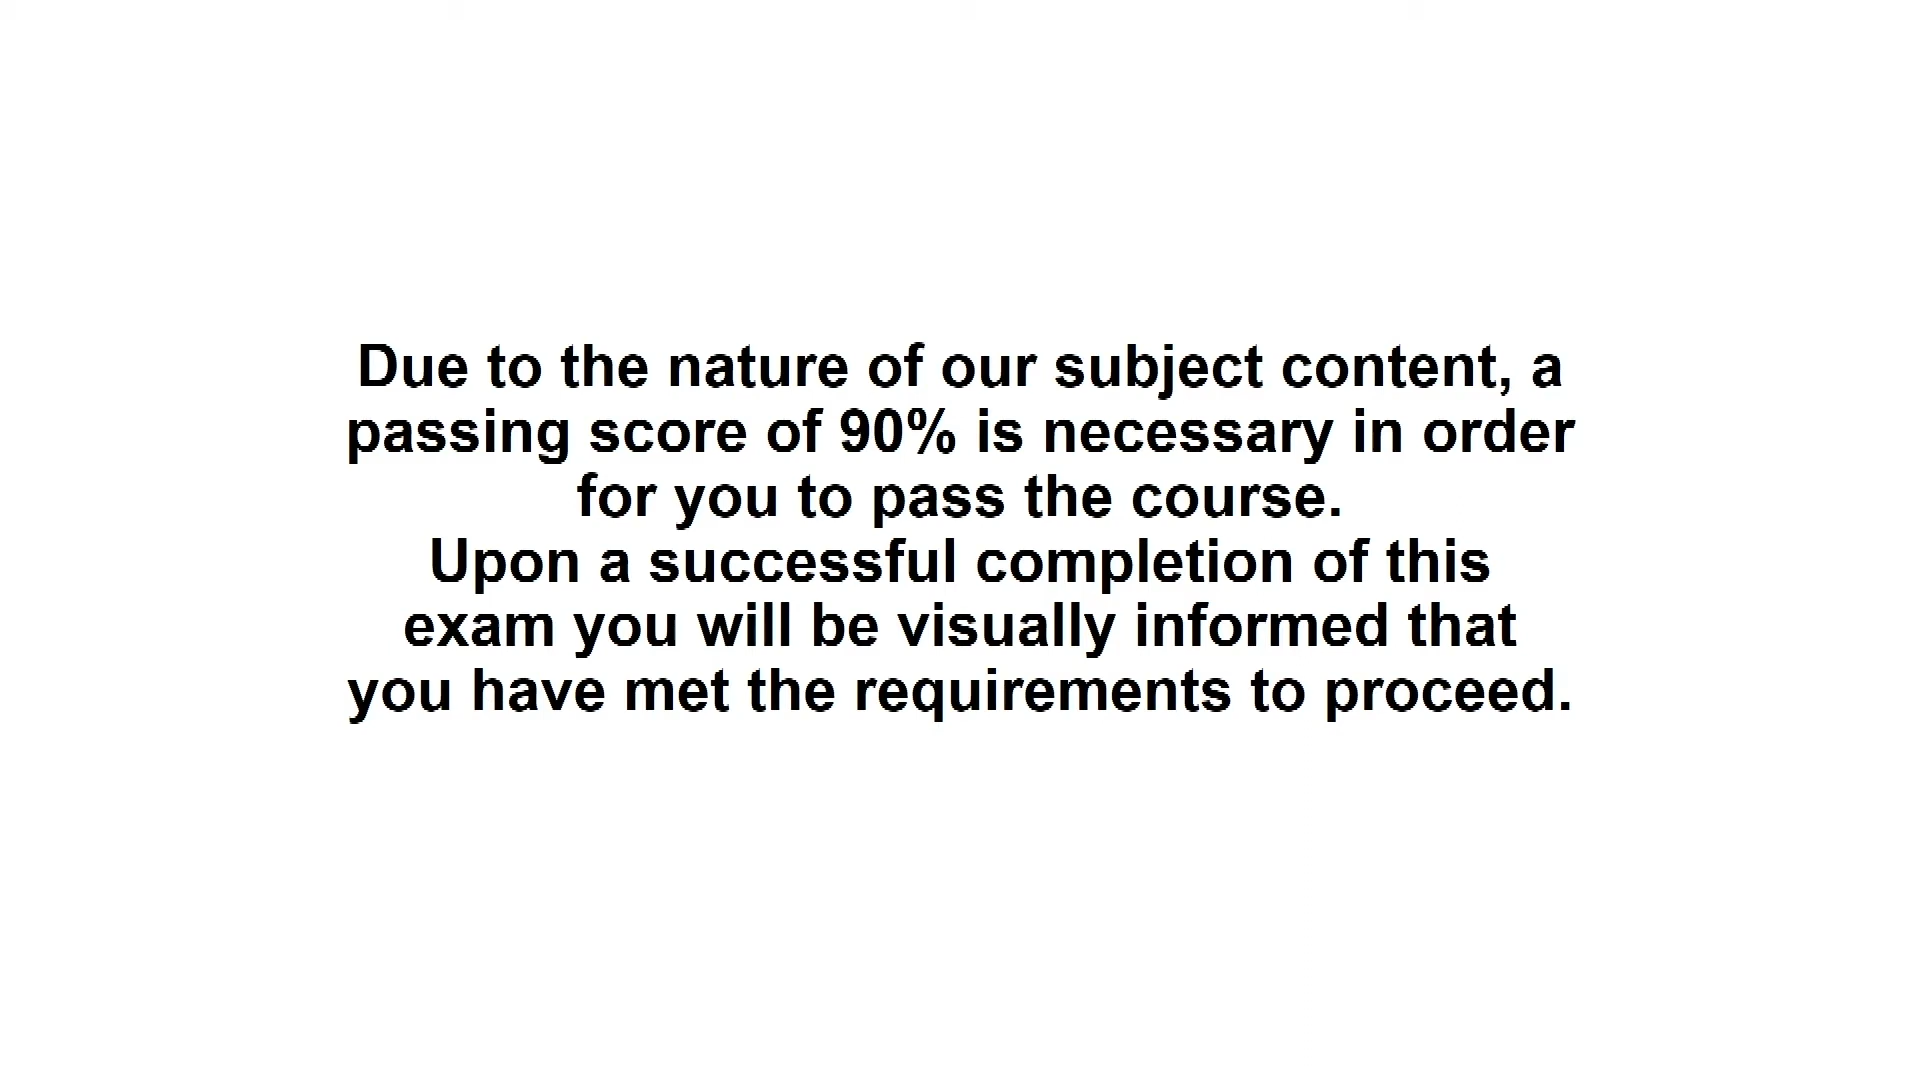 Due to the nature of our subject content, a
passing score of 90% is necessary in order
for you to pass the course.
Upon a successful completion of this
exam you will be visually informed that
you have met the requirements to proceed.